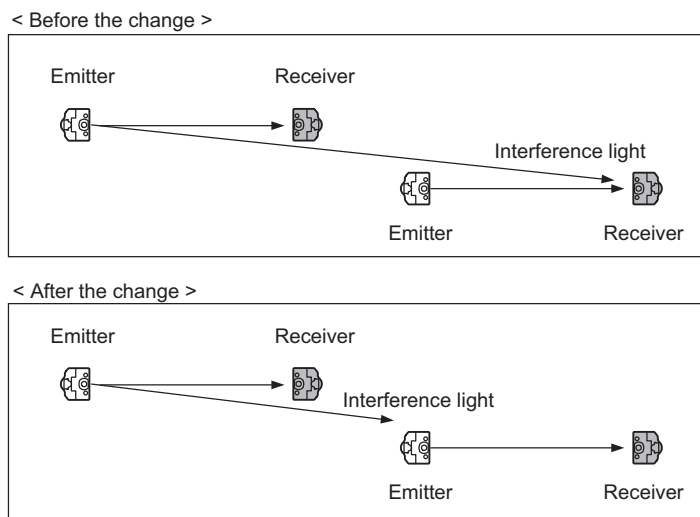 < Before the change >
Emitter Receiver
Interference light
Emitter Receiver
< After the change >
Emitter Receiver
Interference light
Emitter Receiver